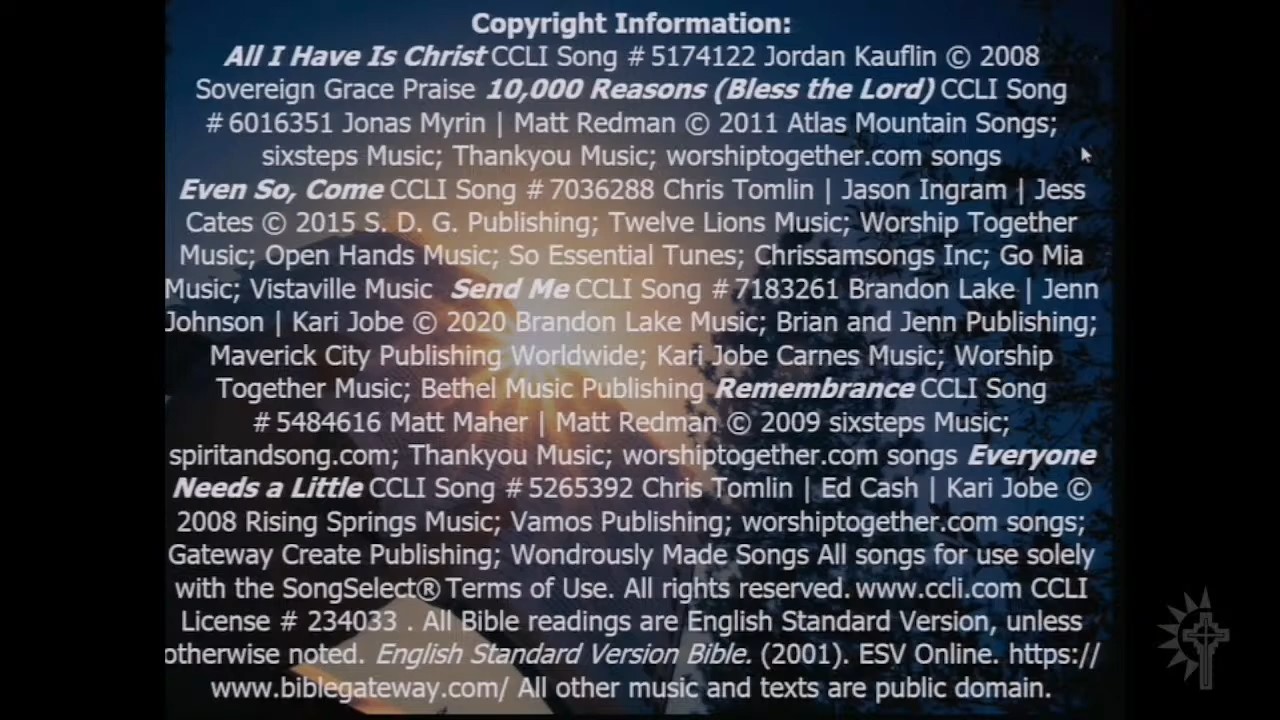 Copyright Information:
All I Have Is Christ CCLI Song # 5174122 Jordan Kauflin © 2008
Sovereign Grace Praise 10,000 Reasons (Bless the Lord) CCLI Song
# 6016351 Jonas Myrin | Matt Redman © 2011 Atlas Mountain Songs;
sixsteps Music; Thankyou Music; worshiptogether.com songs
Even So, Come CCLI Song # 7036288 Chris Tomlin | Jason Ingram | Jess
Cates © 2015 S. D. G. Publishing; Twelve Lions Music; Worship Together
Music; Open Hands Music; So Essential Tunes; Chrissamsongs Inc; Go Mia
Music; Vistaville Music Send Me CCLI Song # 7183261 Brandon Lake | Jenn
Johnson | Kari Jobe © 2020 Brandon Lake Music; Brian and Jenn Publishing;
Maverick City Publishing Worldwide; Kari Jobe Carnes Music; Worship
Together Music; Bethel Music Publishing Remembrance CCLI Song
# 5484616 Matt Maher | Matt Redman © 2009 sixsteps Music;
spiritandsong.com; Thankyou Music; worshiptogether.com songs Everyone
Needs a Little CCLI Song # 5265392 Chris Tomlin | Ed Cash | Kari Jobe ©
2008 Rising Springs Music; Vamos Publishing; worshiptogether.com songs;
Gateway Create Publishing; Wondrously Made Songs All songs for use solely
with the SongSelect® Terms of Use. All rights reserved. www.ccli.com CCLI
License # 234033 . All Bible readings are English Standard Version, unless
otherwise noted. English Standard Version Bible. (2001). ESV Online. https://
www.biblegateway.com/ All other music and texts are public domain.